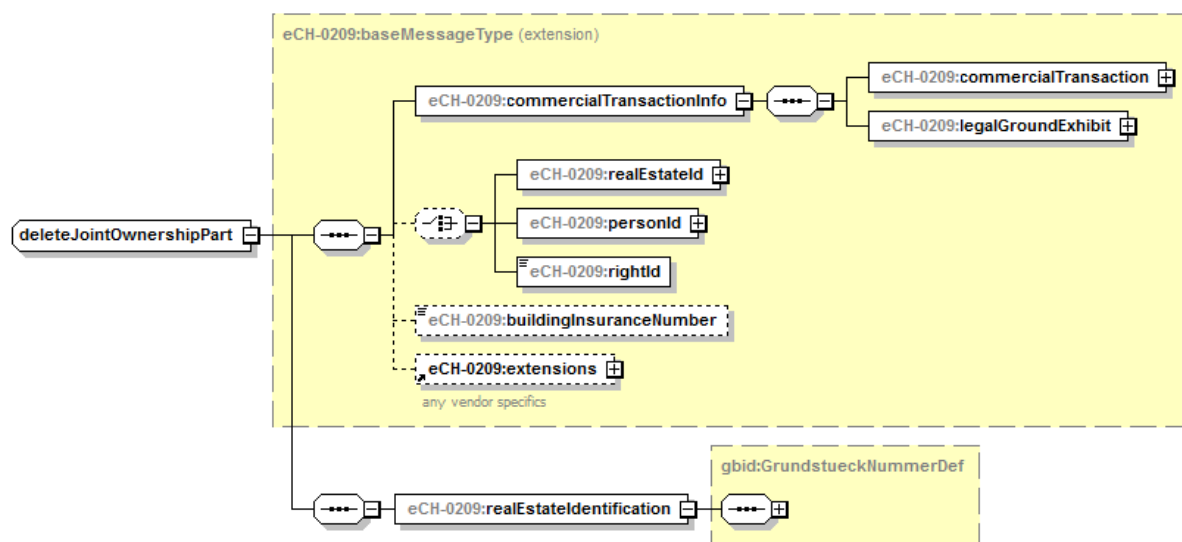 eCH-0209:baseMessageType (extension)
eCH-0209:commercialTransactionInfo
eCH-0209:commercialTransaction
eCH-0209:legalGroundExhibit
eCH-0209:realEstateId
eCH-0209:personId
eCH-0209:rightId
deleteJointOwnershipPart
eCH-0209:buildingInsuranceNumber
eCH-0209:extensions
any vendor specifics
gbid:GrundstueckNummerDef
eCH-0209:realEstateIdentification